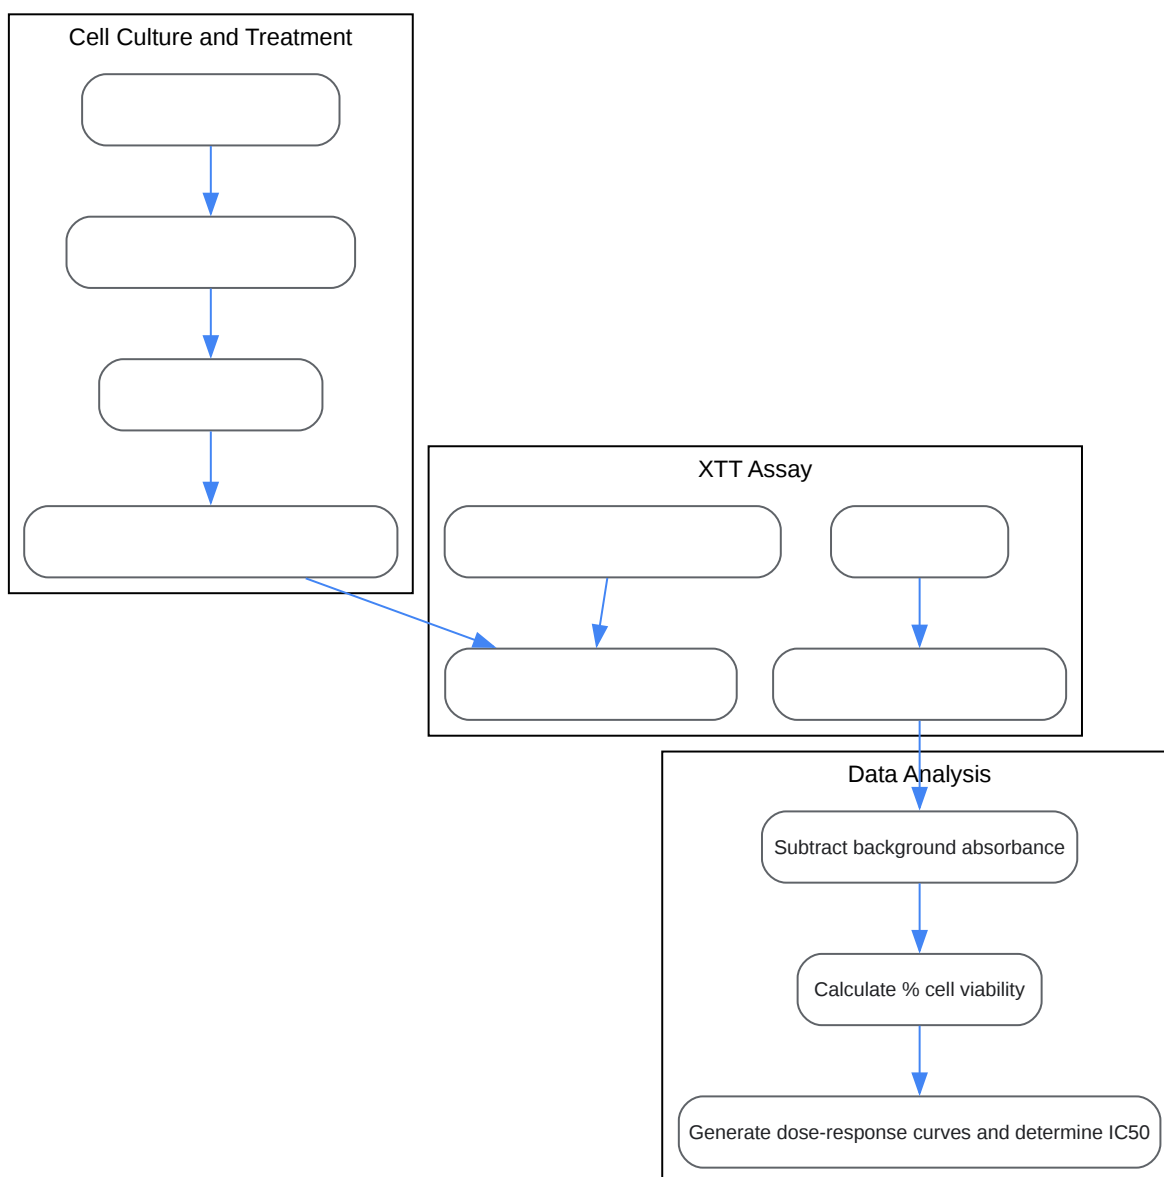 Cell Culture and Treatment
XTT Assay
Data Analysis
Subtract background absorbance
Calculate % cell viability
Generate dose-response curves and determine IC50